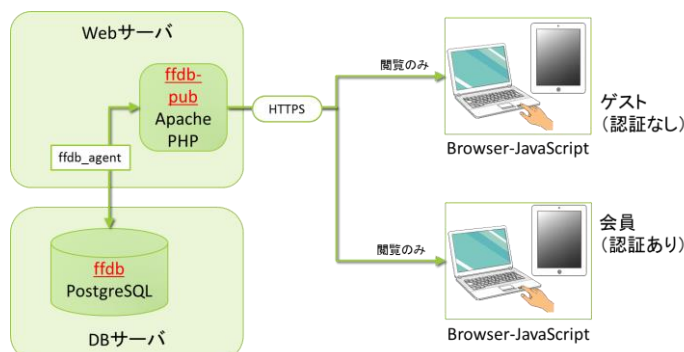 Webサーバ
ffdb-
pub
Apache
PHP
ffdb_agent
HTTPS
閲覧のみ
ゲスト
（認証なし）
Browser-JavaScript
閲覧のみ
会員
（認証あり）
Browser-JavaScript
ffdb
PostgreSQL
DBサーバ